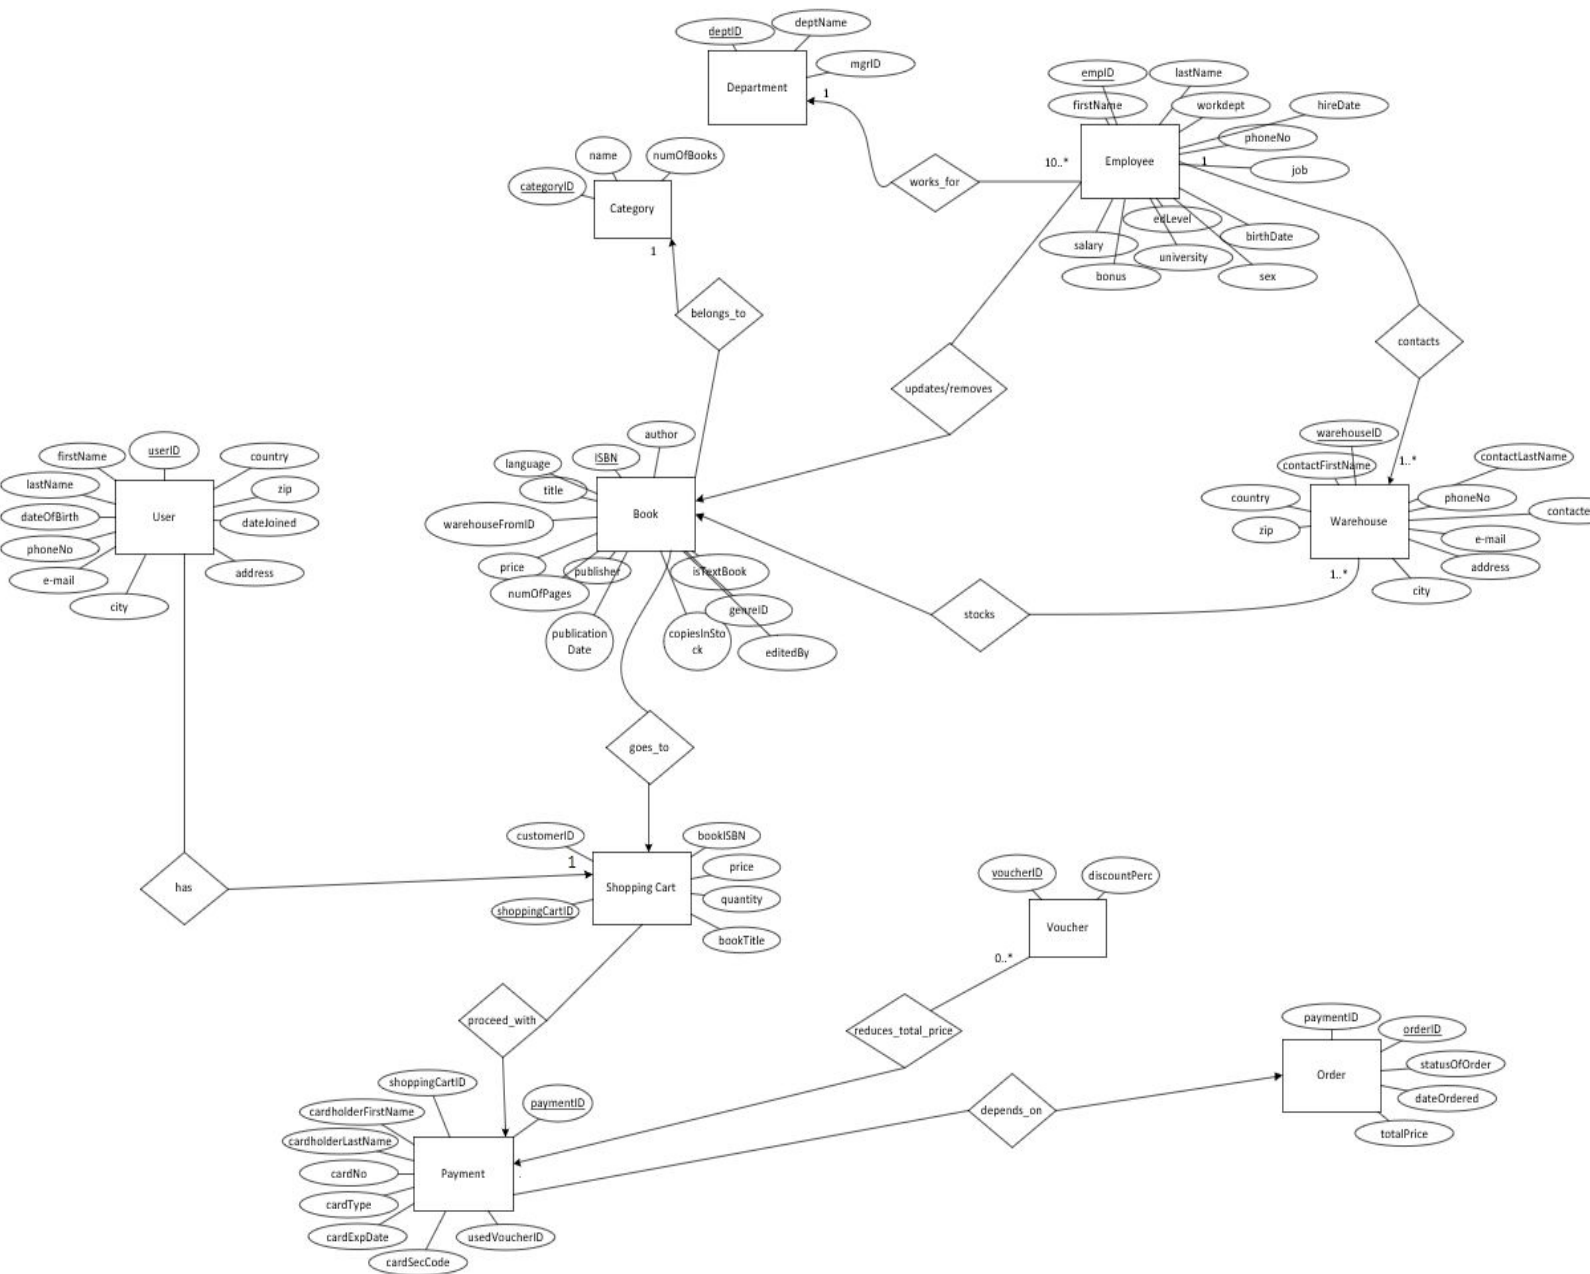 deptID
deptName
mgrID
Department
1
empID
lastName
firstName
workdept
hireDate
phoneNo
Employee
1
job
10..*
works_for
edLevel
salary
birthDate
university
bonus
sex
name
numOfBooks
categoryID
Category
1
belongs_to
contacts
updates/removes
author
language
ISBN
title
warehouseFromID
Book
price
publisher
isTextBook
numOfPages
genreID
publication
Date
copiesInSto
ck
editedBy
warehouseID
contactFirstName
1..*
contactLastName
country
phoneNo
Warehouse
contacte
zip
e-mail
address
1..*
city
stocks
firstName
userID
country
lastName
zip
User
dateOfBirth
dateJoined
phoneNo
e-mail
address
city
goes_to
has
customerID
bookISBN
1
price
Shopping Cart
quantity
shoppingCartID
bookTitle
proceed_with
voucherID
discountPerc
Voucher
0..*
reduces_total_price
paymentID
orderID
statusOfOrder
Order
dateOrdered
totalPrice
depends_on
shoppingCartID
paymentID
cardholderFirstName
cardholderLastName
cardNo
Payment
cardType
cardExpDate
usedVoucherID
cardSecCode